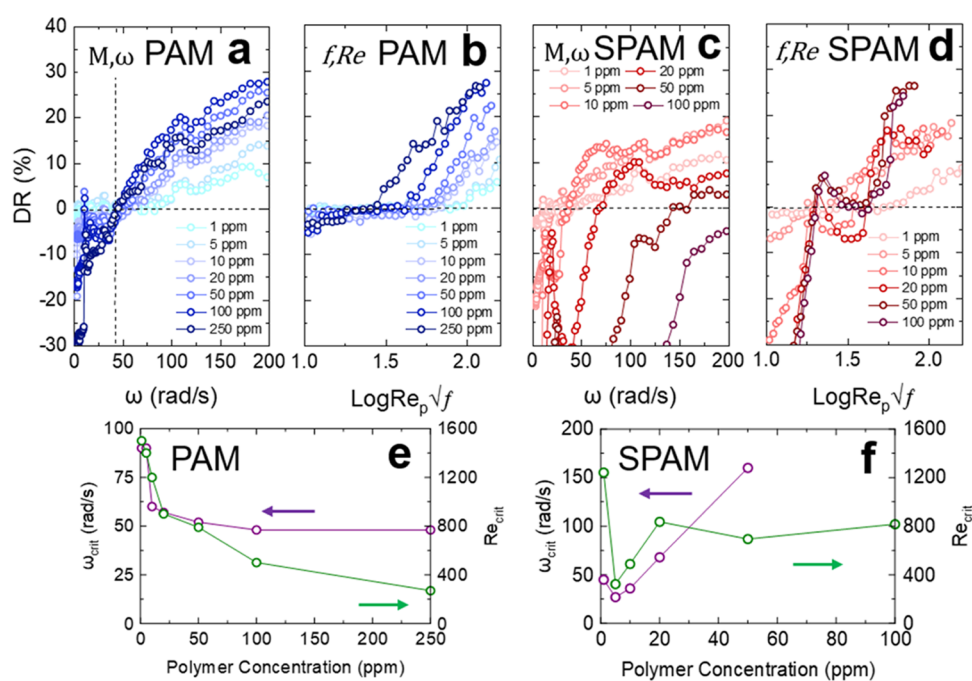 M,ω PAM a
f,Re PAM b
M,ω SPAM c
f,Re SPAM d
DR (%)
40
30
20
10
0
-10
-20
-30
1 ppm
5 ppm
10 ppm
20 ppm
50 ppm
100 ppm
250 ppm
0 50 100 150 200
ω (rad/s)
1 ppm
5 ppm
10 ppm
20 ppm
50 ppm
100 ppm
250 ppm
1.0 1.5 2.0
LogRep√f
1 ppm 20 ppm
5 ppm 50 ppm
10 ppm 100 ppm
0 50 100 150 200
ω (rad/s)
1 ppm
5 ppm
10 ppm
20 ppm
50 ppm
100 ppm
1.0 1.5 2.0
LogRep√f
PAM e
ωcrit (rad/s)
100
75
50
25
0
1600
1200
800
400
0
Recrit
0 50 100 150 200 250
Polymer Concentration (ppm)
SPAM f
ωcrit (rad/s)
200
150
100
50
0
1600
1200
800
400
0
Recrit
0 20 40 60 80 100
Polymer Concentration (ppm)